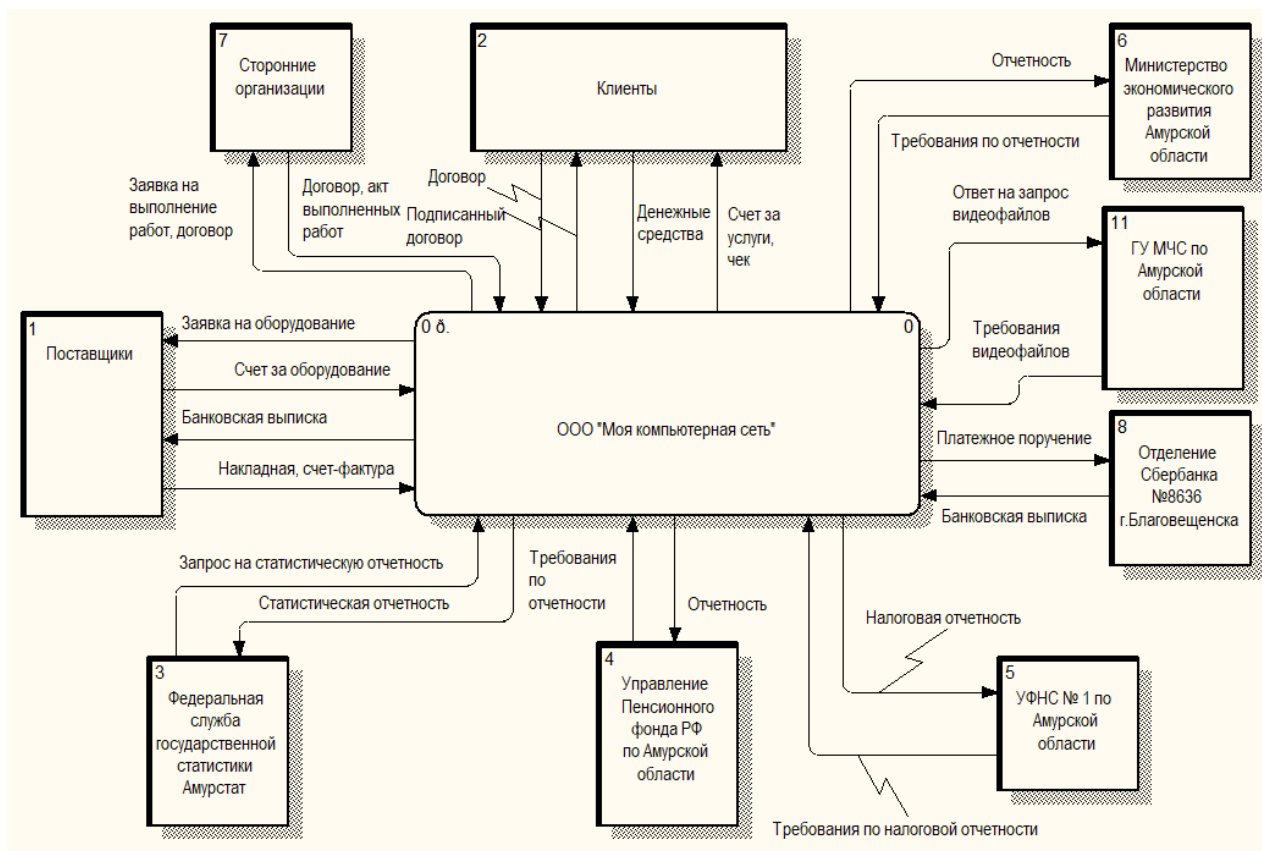 7
Сторонние
организации
2
Клиенты
6
Министерство
экономического
развития
Амурской
области
Отчетность
Требования по отчетности
Заявка на
выполнение
работ, договор
Договор, акт
выполненных
работ
Договор
Подписанный
договор
Денежные
средства
Счет за
услуги,
чек
Ответ на запрос
видеофайлов
11
ГУ МЧС по
Амурской
области
Требования
видеофайлов
1
Поставщики
Заявка на оборудование
Счет за оборудование
Банковская выписка
Накладная, счет-фактура
0 ð.
0
ООО "Моя компьютерная сеть"
Платежное поручение
Банковская выписка
8
Отделение
Сбербанка
№8636
г.Благовещенска
Запрос на статистическую отчетность
Статистическая отчетность
Требования
по
отчетности
Отчетность
Налоговая отчетность
3
Федеральная
служба
государственной
статистики
Амурстат
4
Управление
Пенсионного
фонда РФ
по Амурской
области
5
УФНС № 1 по
Амурской
области
Требования по налоговой отчетности